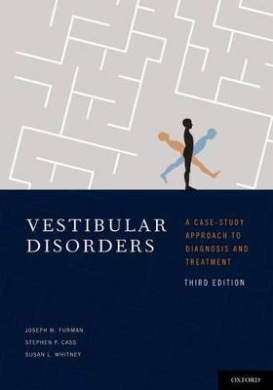 VESTIBULAR
DISORDERS
A CASE-STUDY
APPROACH TO
DIAGNOSIS AND
TREATMENT
THIRD EDITION
JOSEPH M. FURMAN
STEPHEN P. CASS
SUSAN L. WHITNEY
OXFORD